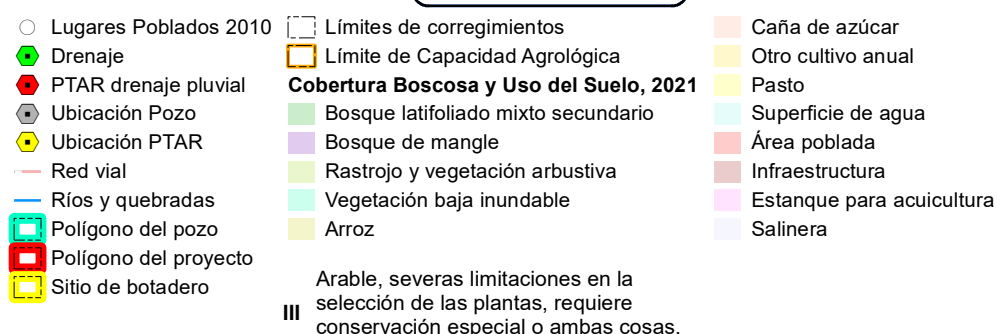 Lugares Poblados 2010
Drenaje
PTAR drenaje pluvial
Ubicación Pozo
Ubicación PTAR
Red vial
Ríos y quebradas
Polígono del pozo
Polígono del proyecto
Sitio de botadero
Límites de corregimientos
Límite de Capacidad Agrológica
Cobertura Boscosa y Uso del Suelo, 2021
Bosque latifoliado mixto secundario
Bosque de mangle
Rastrojo y vegetación arbustiva
Vegetación baja inundable
Arroz
III
Arable, severas limitaciones en la
selección de las plantas, requiere
conservación especial o ambas cosas.
Caña de azúcar
Otro cultivo anual
Pasto
Superficie de agua
Área poblada
Infraestructura
Estanque para acuicultura
Salinera